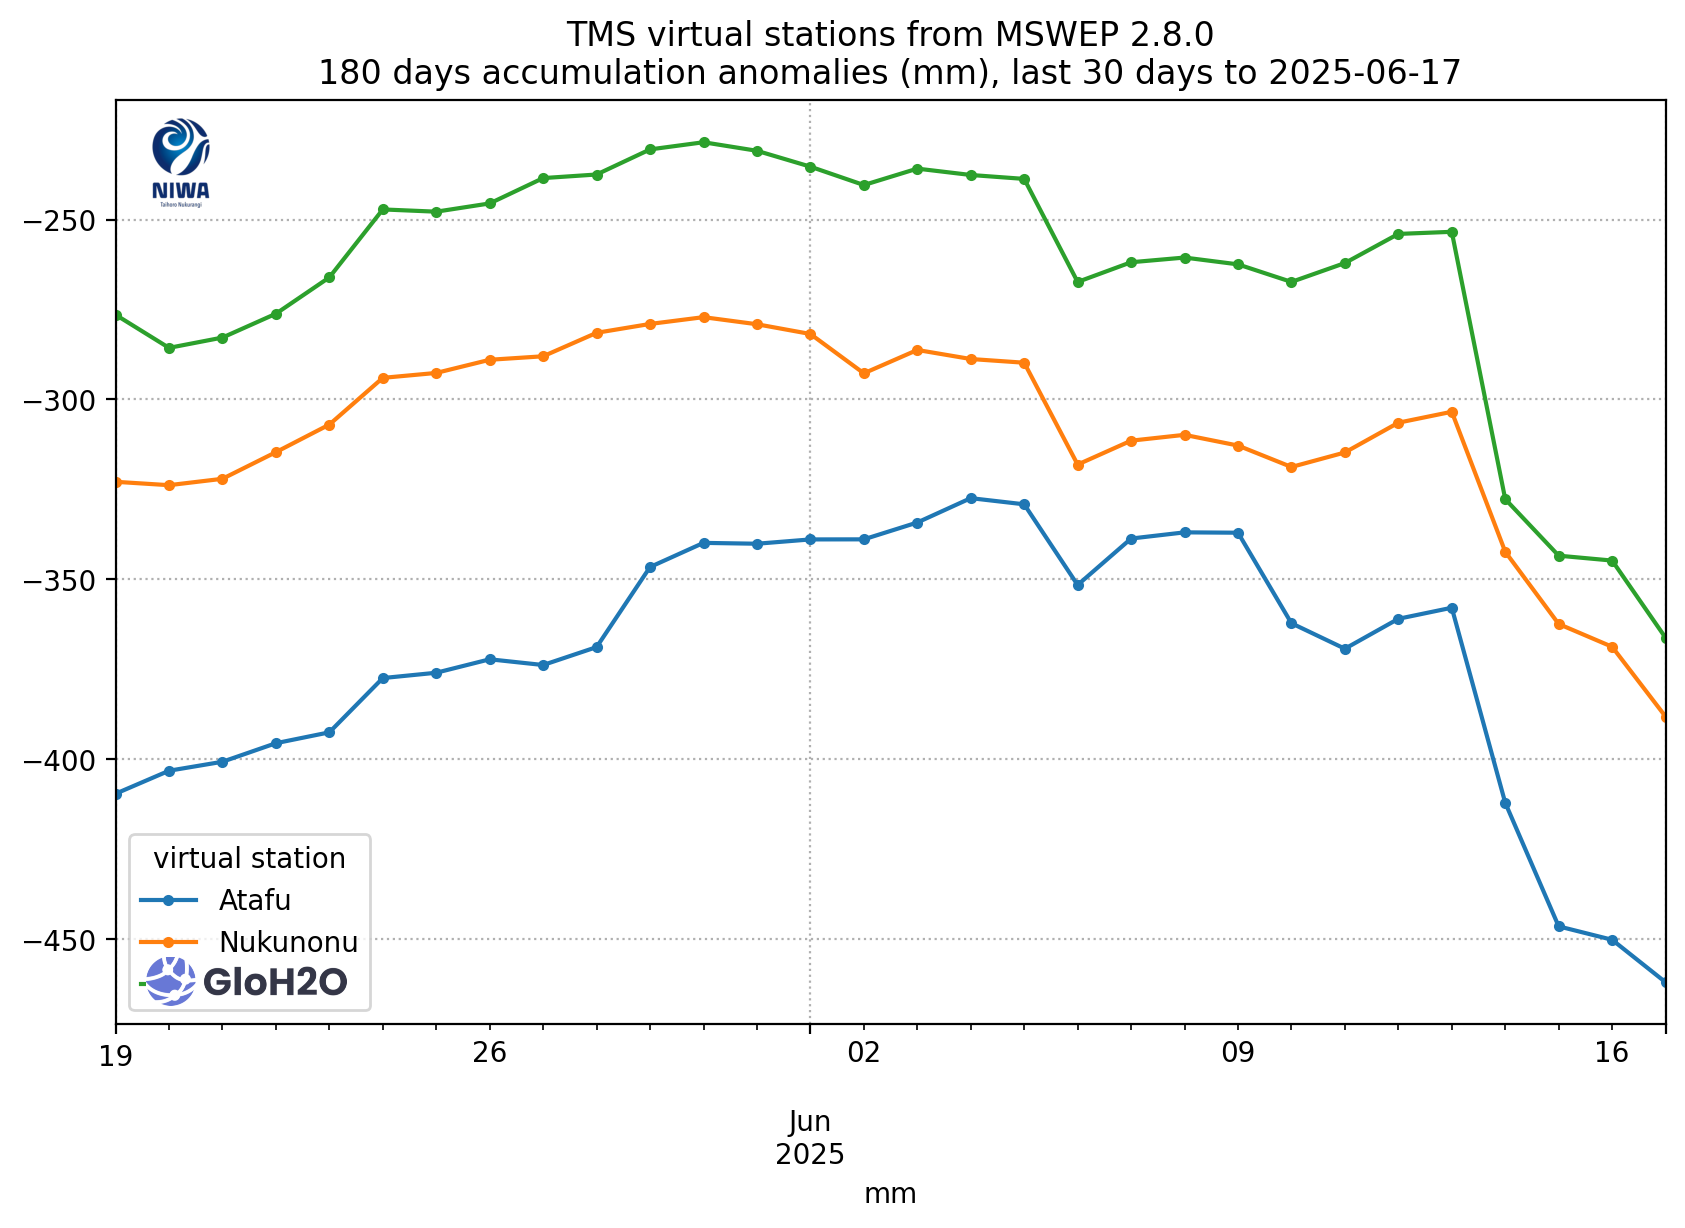 TMS virtual stations from MSWEP 2.8.0
180 days accumulation anomalies (mm), last 30 days to 2025-06-17
NIWA
Taihoro Nukurangi
−250
−300
−350
−400
−450
virtual station
Atafu
Nukunonu
GloH2O
19 26 02 09 16
Jun
2025
mm